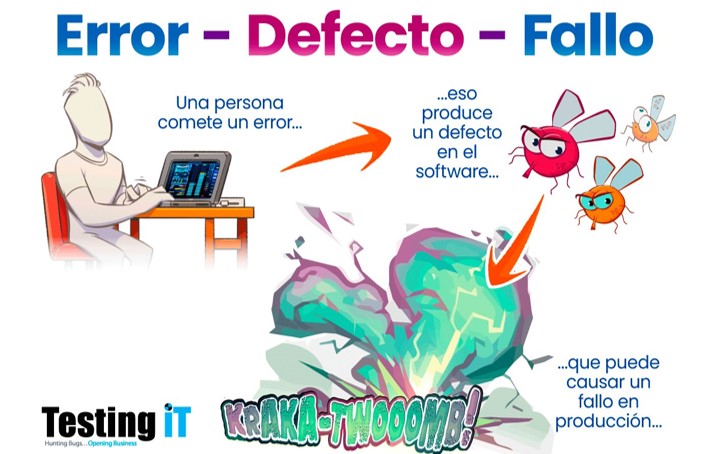 Error - Defecto - Fallo
Una persona
comete un error...
...eso
produce
un defecto
en el
software...
KRAKA-TWOOOMB!
...que puede
causar un
fallo en
producción...
Testing iT
Hunting Bugs... Opening Business